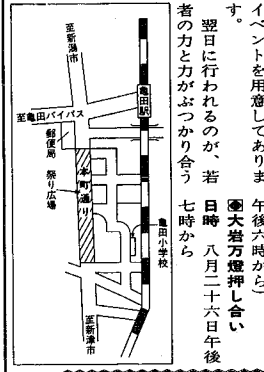 イベントを用意してありま
す。
翌日に行われるのが、若
者の力と力がぶつかり合う
午後六時から)
◉大岩万燈押し合い
日時 八月二十六日午後
七時から
至新潟市
至亀田バイパス
亀田駅
郵便局
祭り広場
本町通り
亀田小学校
至新津市